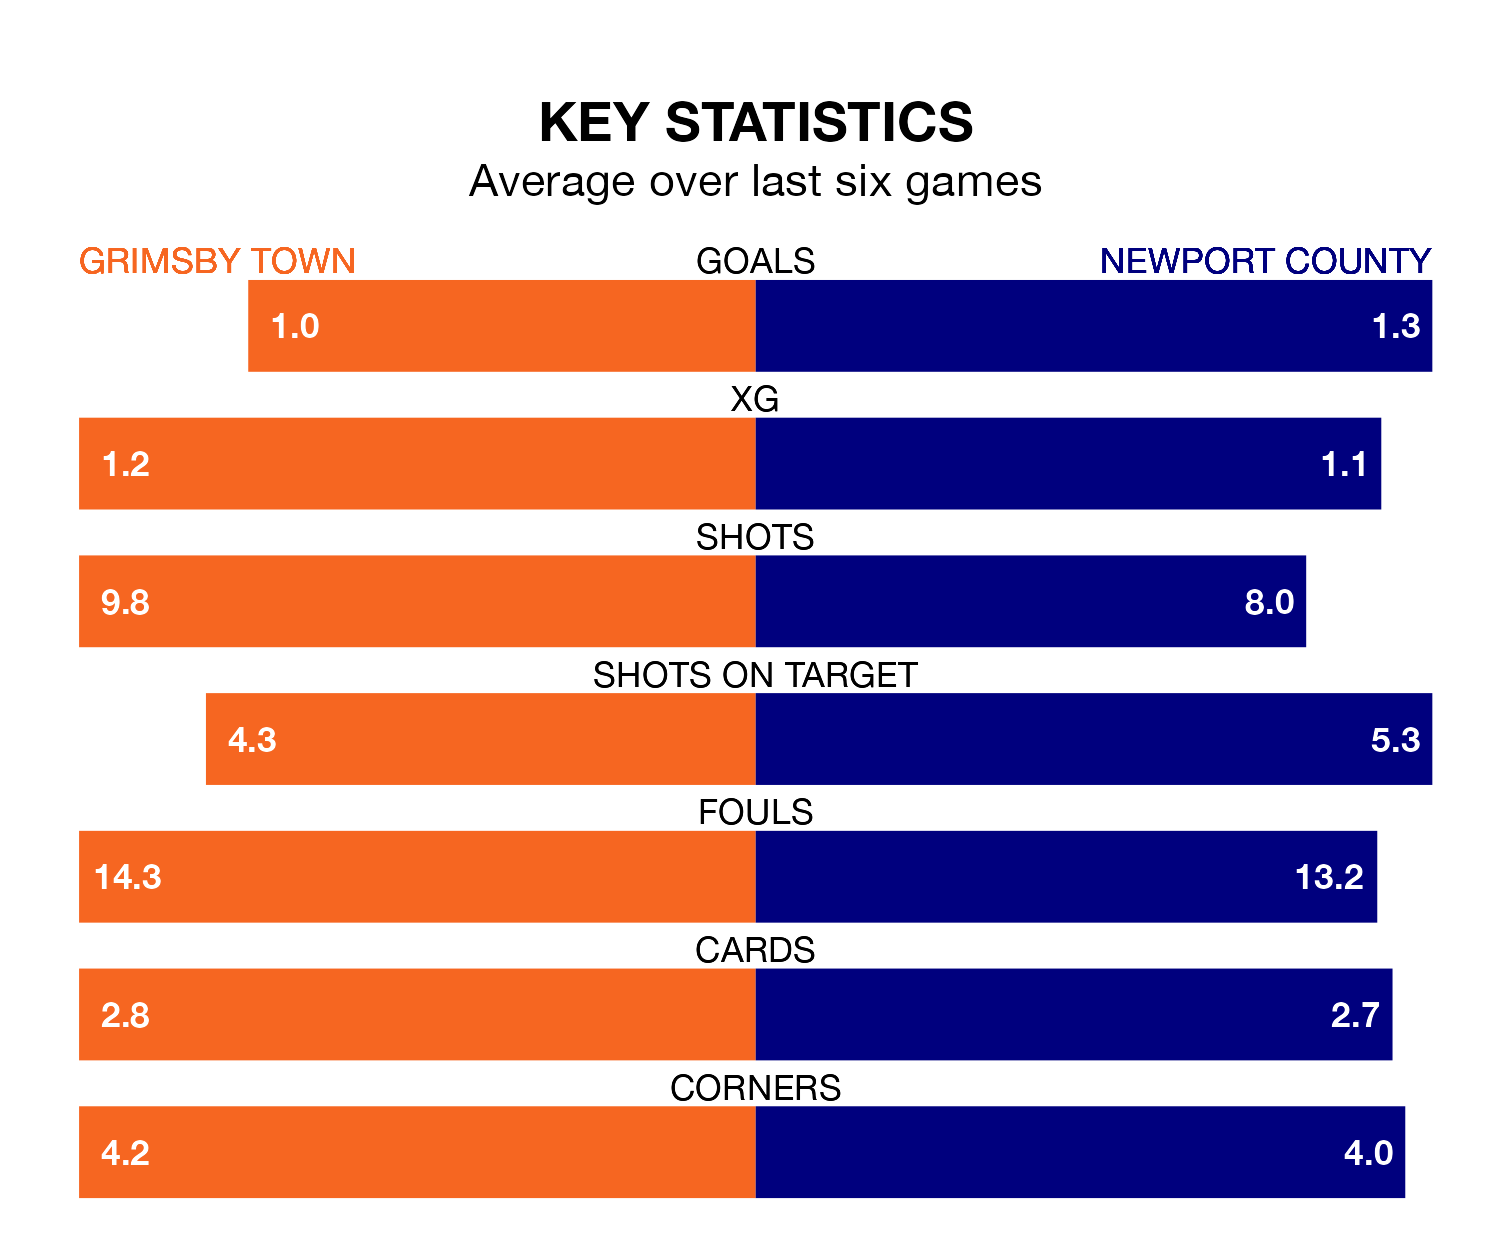 KEY STATISTICS
Average over last six games
GRIMSBY TOWN GOALS NEWPORT COUNTY
1.0 1.3
XG
1.2 1.1
SHOTS
9.8 8.0
SHOTS ON TARGET
4.3 5.3
FOULS
14.3 13.2
CARDS
2.8 2.7
CORNERS
4.2 4.0